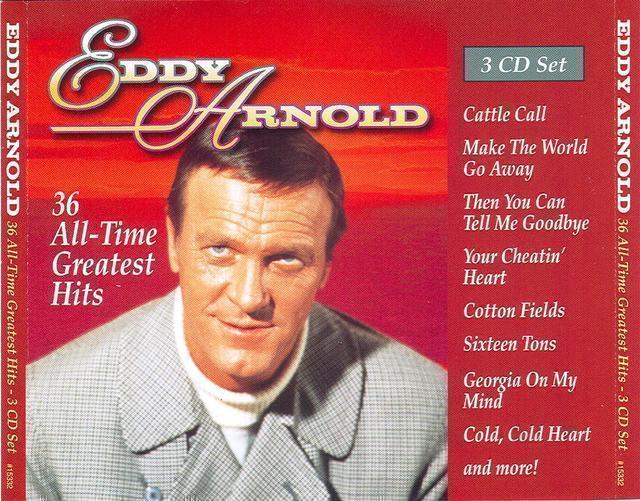 EDDY ARNOLD 36 All-Time Greatest Hits - 3 CD Set #15332
EDDY
ARNOLD
36
All-Time
Greatest
Hits
3 CD Set
Cattle Call
Make The World
Go Away
Then You Can
Tell Me Goodbye
Your Cheatin'
Heart
Cotton Fields
Sixteen Tons
Georgia On My
Mind
Cold, Cold Heart
and more!
EDDY ARNOLD 36 All-Time Greatest Hits - 3 CD Set #15332